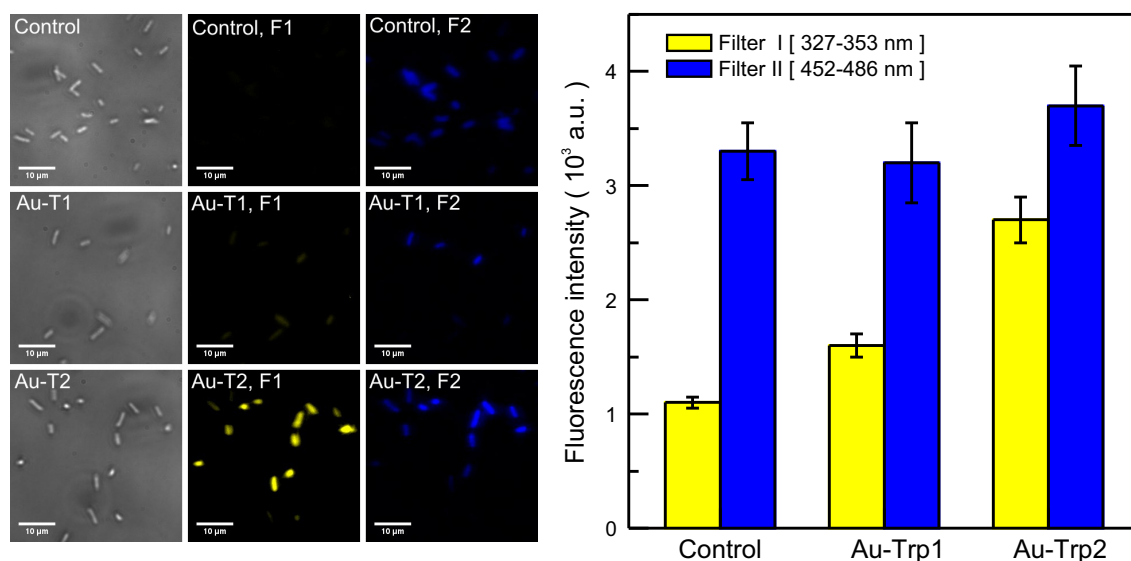 Control
Control, F1
Control, F2
10 µm
10 µm
10 µm
Au-T1
Au-T1, F1
Au-T1, F2
10 µm
10 µm
10 µm
Au-T2
Au-T2, F1
Au-T2, F2
10 µm
10 µm
10 µm
Fluorescence intensity ( 10³ a.u. )
4
3
2
1
0
Filter I [ 327-353 nm ]
Filter II [ 452-486 nm ]
Control
Au-Trp1
Au-Trp2